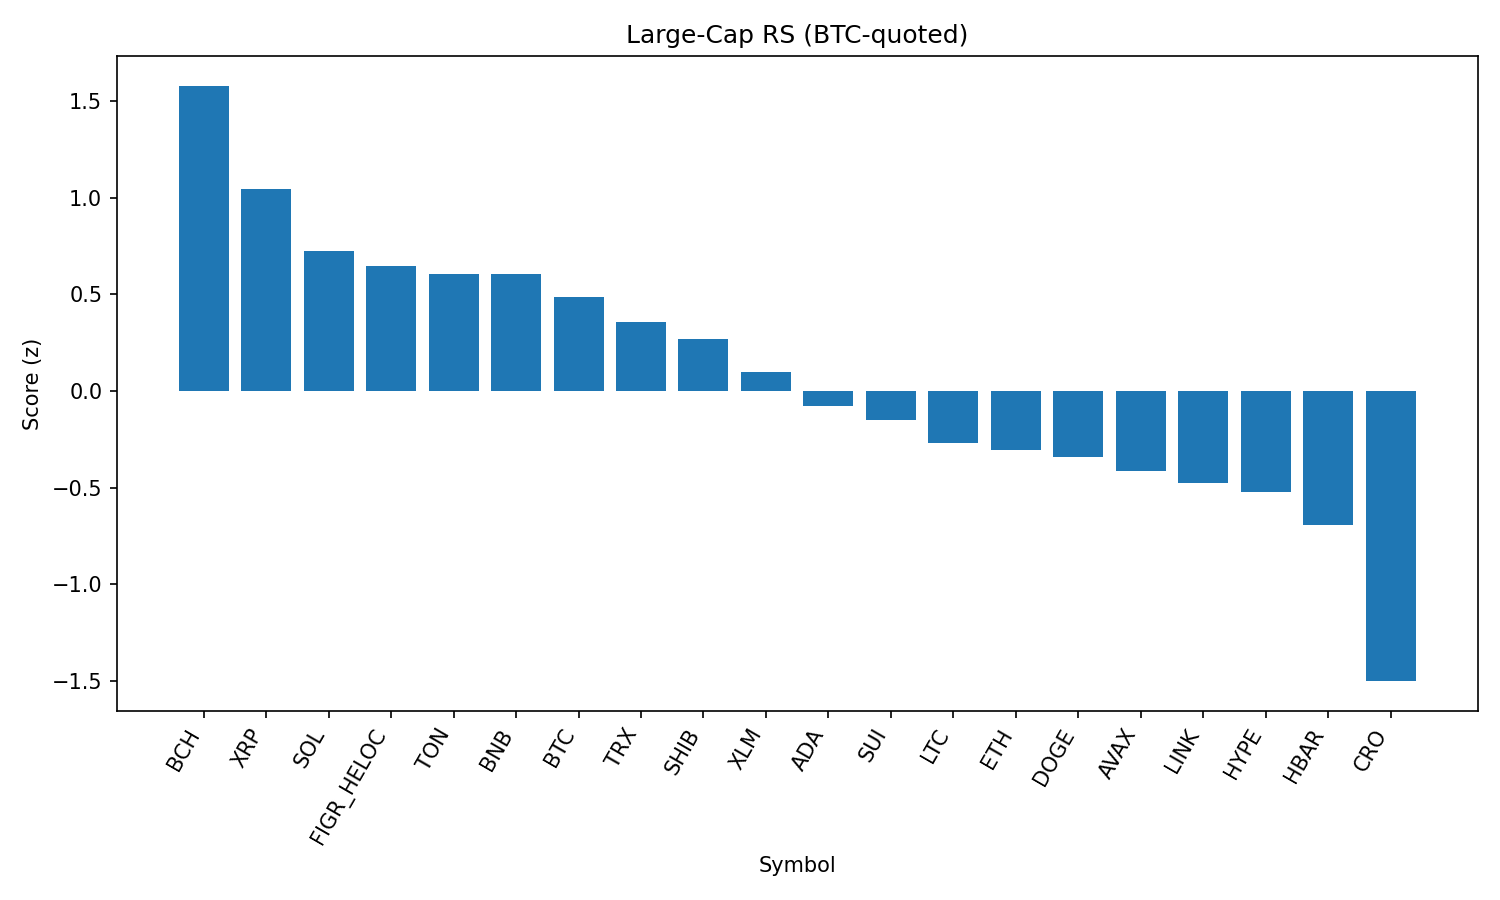 Large-Cap RS (BTC-quoted)
Score (z)
1.5
1.0
0.5
0.0
−0.5
−1.0
−1.5
BCH
XRP
SOL
FIGR_HELOC
TON
BNB
BTC
TRX
SHIB
XLM
ADA
SUI
LTC
ETH
DOGE
AVAX
LINK
HYPE
HBAR
CRO
Symbol